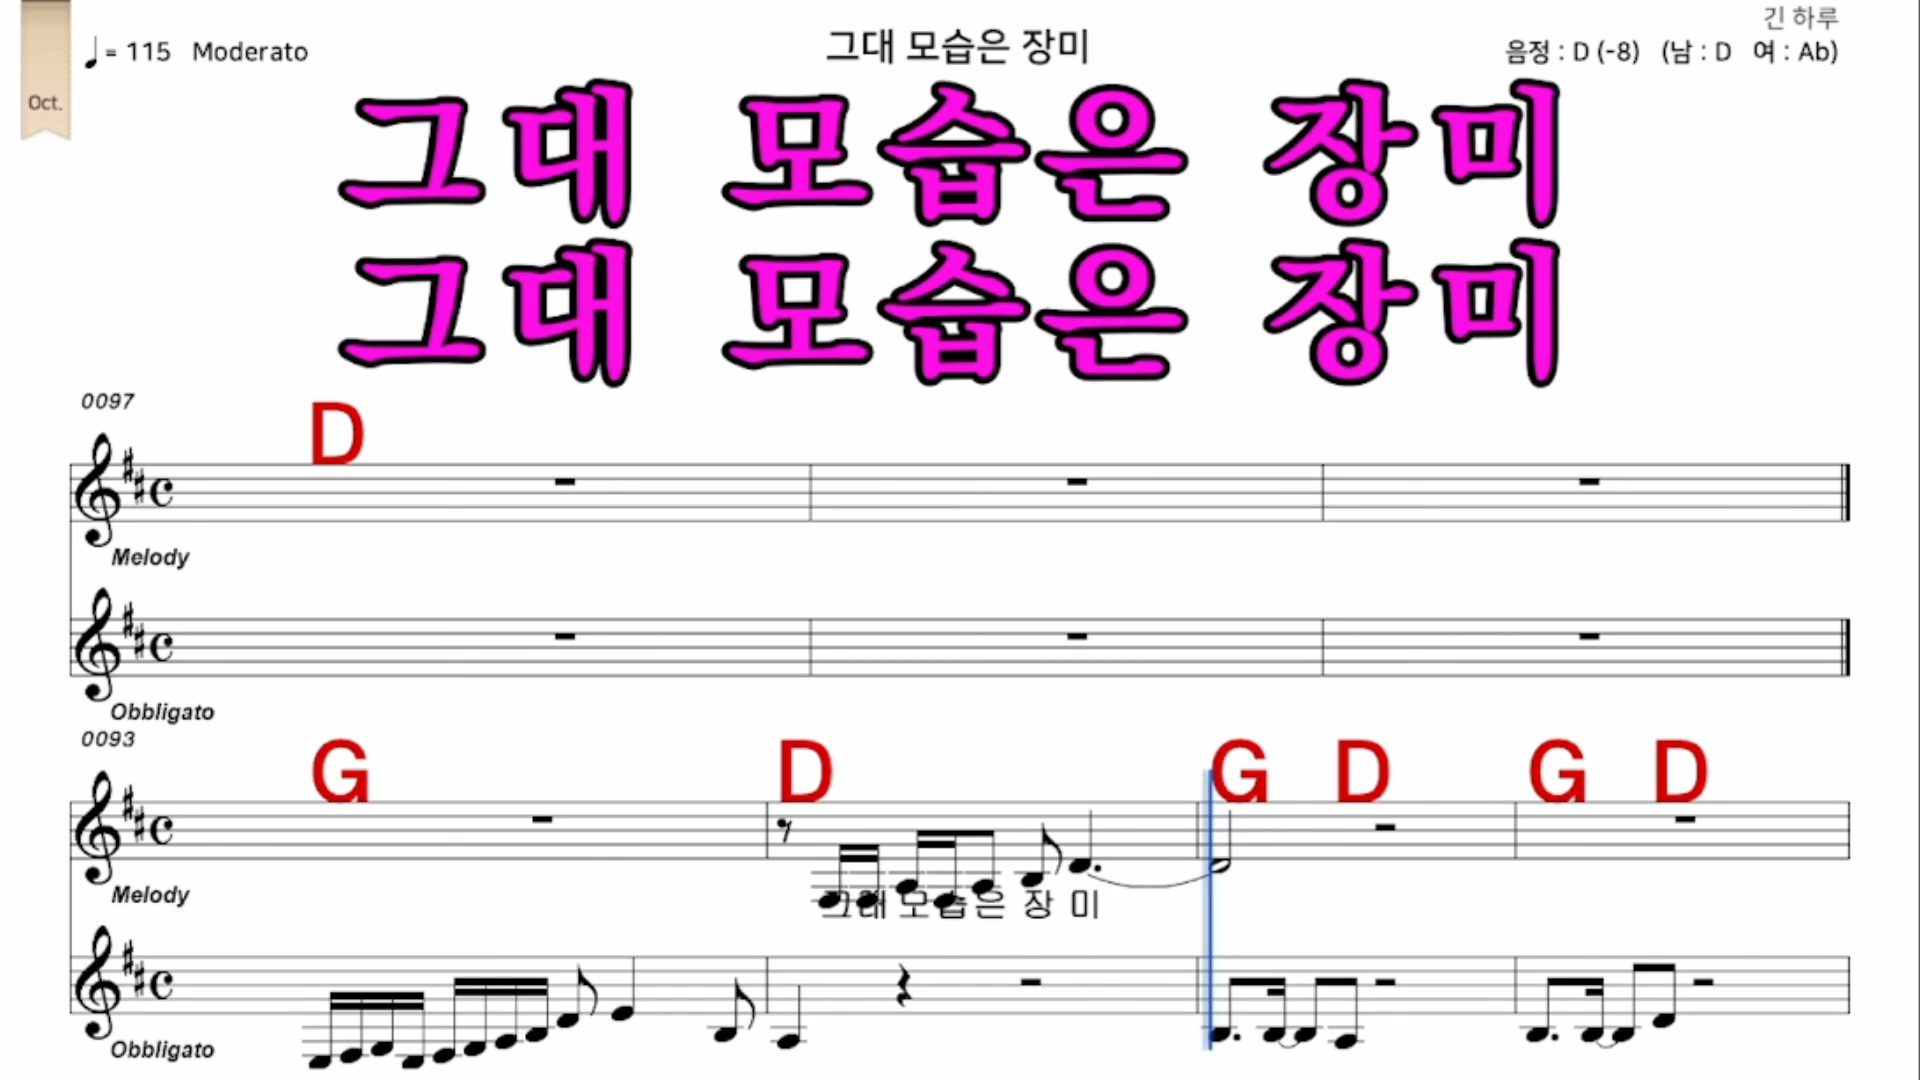 긴 하루
♩= 115 Moderato
그대 모습은 장미
음정 : D (-8) (남 : D 여 : Ab)
Oct.
그대 모습은 장미
그대 모습은 장미
0097
D
Melody
Obbligato
0093
G D G D G D
Melody
그대 모습은 장 미
Obbligato